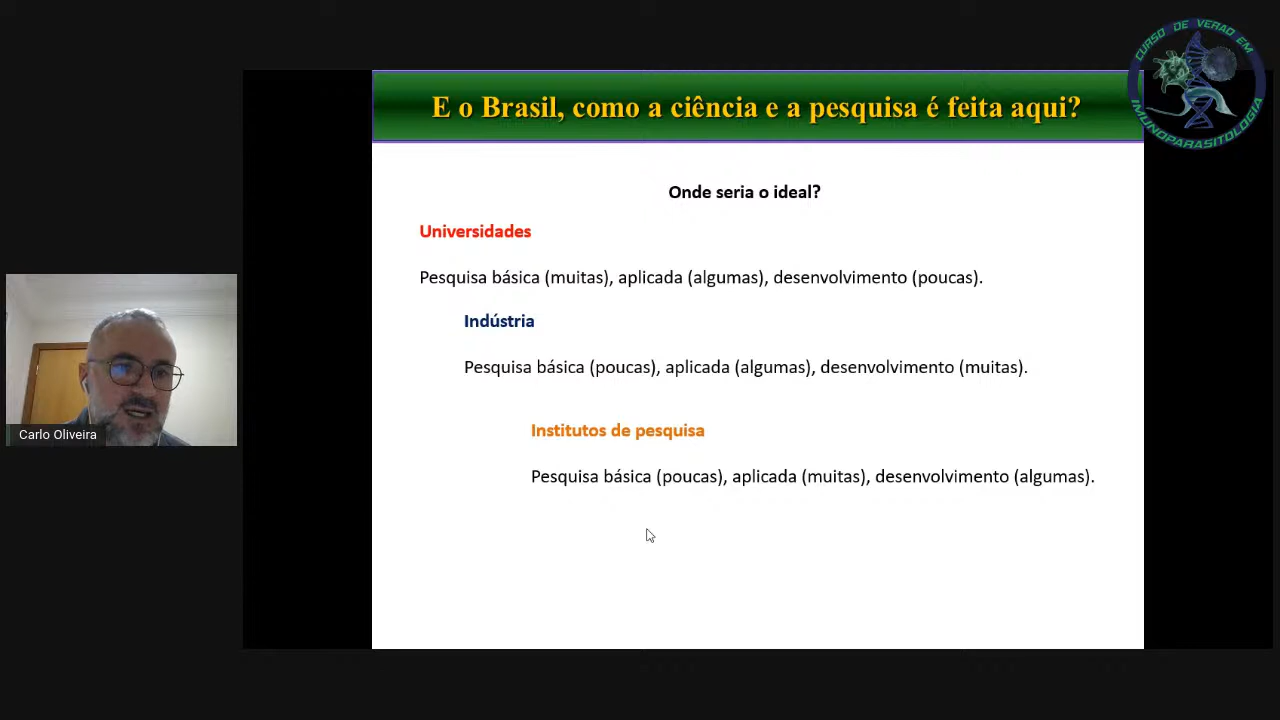 CURSO DE VERÃO EM
IMUNOPARASITOLOGIA
E o Brasil, como a ciência e a pesquisa é feita aqui?
Onde seria o ideal?
Universidades
Pesquisa básica (muitas), aplicada (algumas), desenvolvimento (poucas).
Indústria
Pesquisa básica (poucas), aplicada (algumas), desenvolvimento (muitas).
Carlo Oliveira
Institutos de pesquisa
Pesquisa básica (poucas), aplicada (muitas), desenvolvimento (algumas).